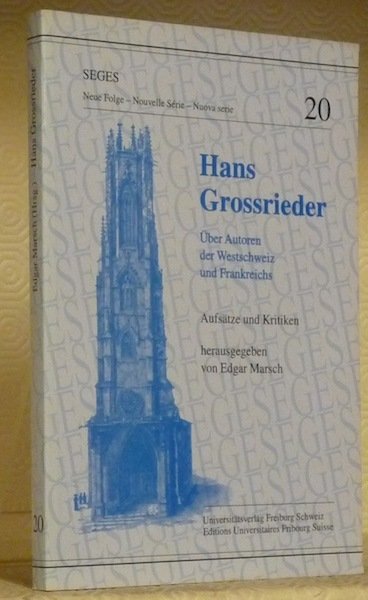 SEGES
Neue Folge – Nouvelle Série – Nuova serie
20
Hans
Grossrieder
Über Autoren
der Westschweiz
und Frankreichs
Aufsätze und Kritiken
herausgegeben
von Edgar Marsch
Universitätsverlag Freiburg Schweiz
Editions Universitaires Fribourg Suisse
Edgar Marsch (Hrsg.) Hans Grossrieder
20